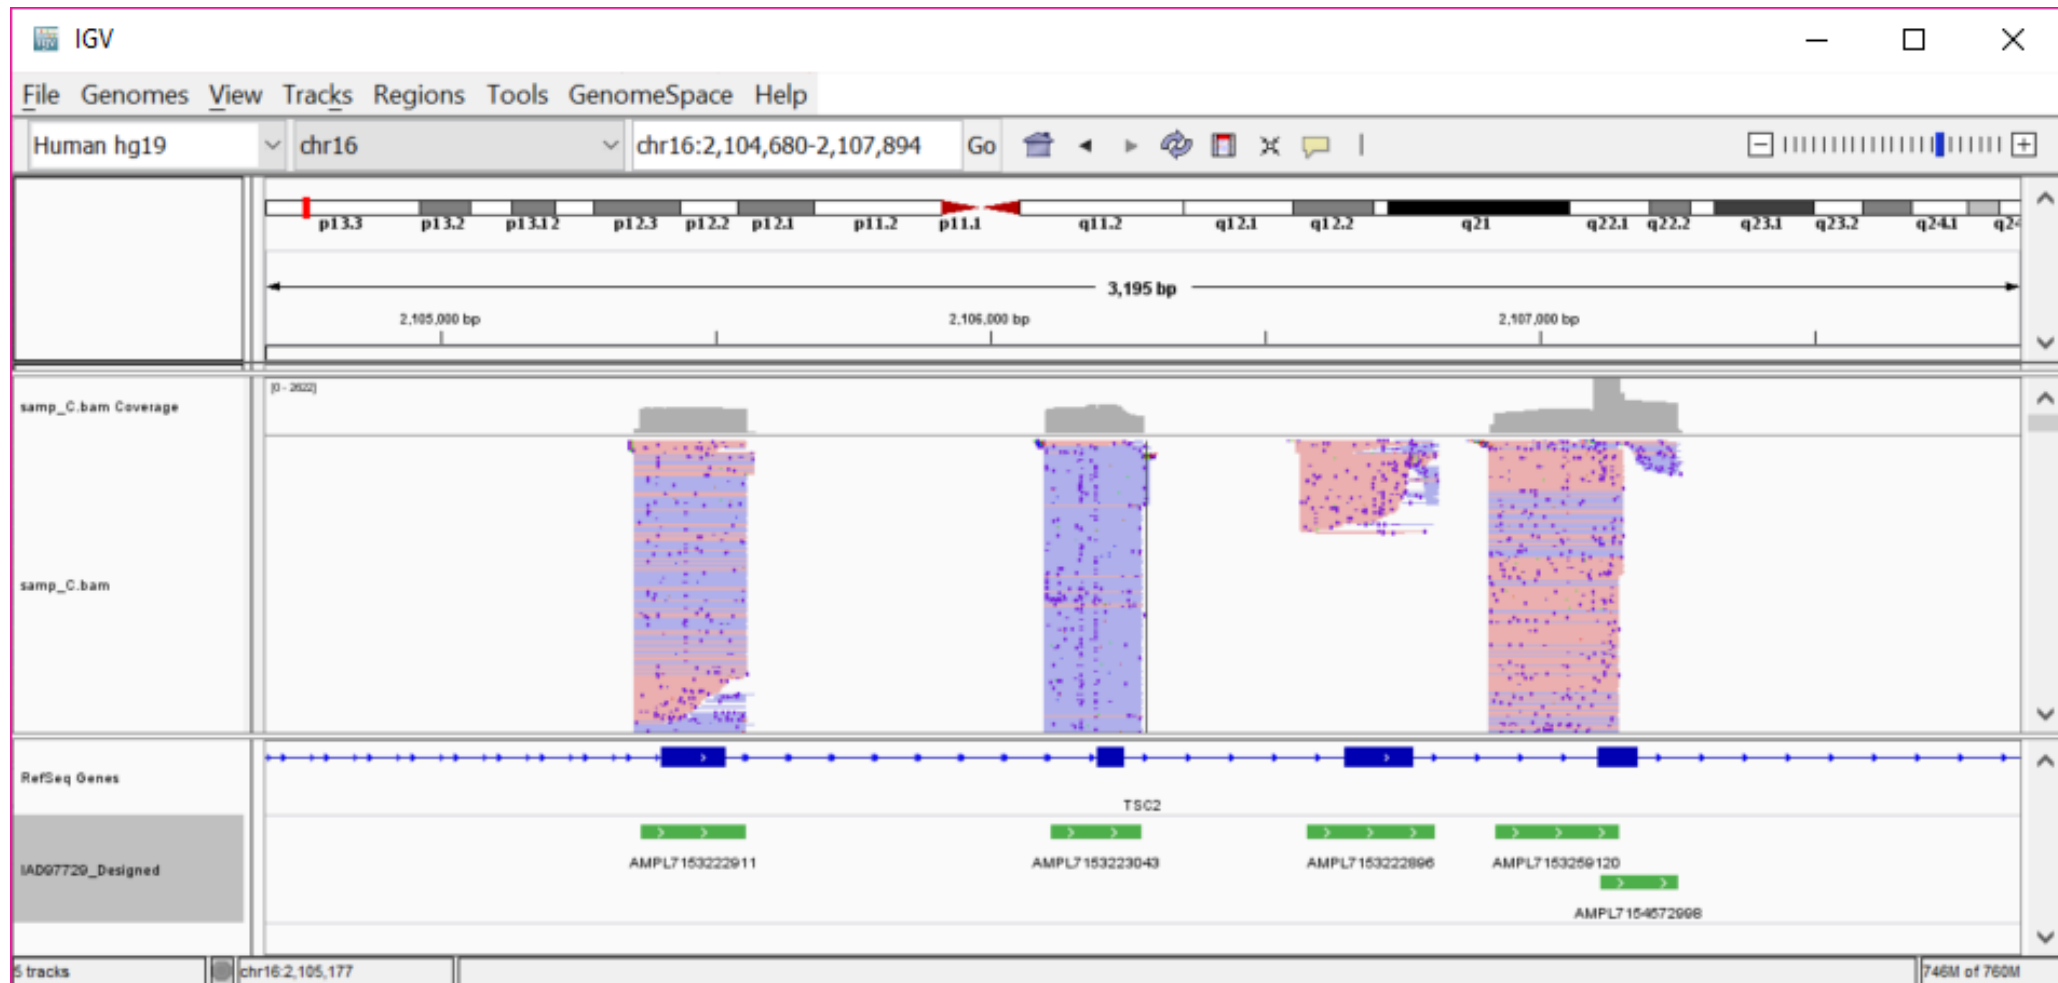 IGV
File Genomes View Tracks Regions Tools GenomeSpace Help
Human hg19 chr16 chr16:2,104,680-2,107,894 Go
p13.3 p13.2 p13.12 p12.3 p12.2 p12.1 p11.2 p11.1 q11.2 q12.1 q12.2 q21 q22.1 q22.2 q23.1 q23.2 q24.1 q24
3,195 bp
2,105,000 bp 2,106,000 bp 2,107,000 bp
[0 - 2622]
samp_C.bam Coverage
samp_C.bam
RefSeq Genes
TSC2
AMPL7153222911 AMPL7153223043 AMPL7153222896 AMPL7153259120
IAD97729_Designed
AMPL7154672998
5 tracks chr16:2,105,177 746M of 760M